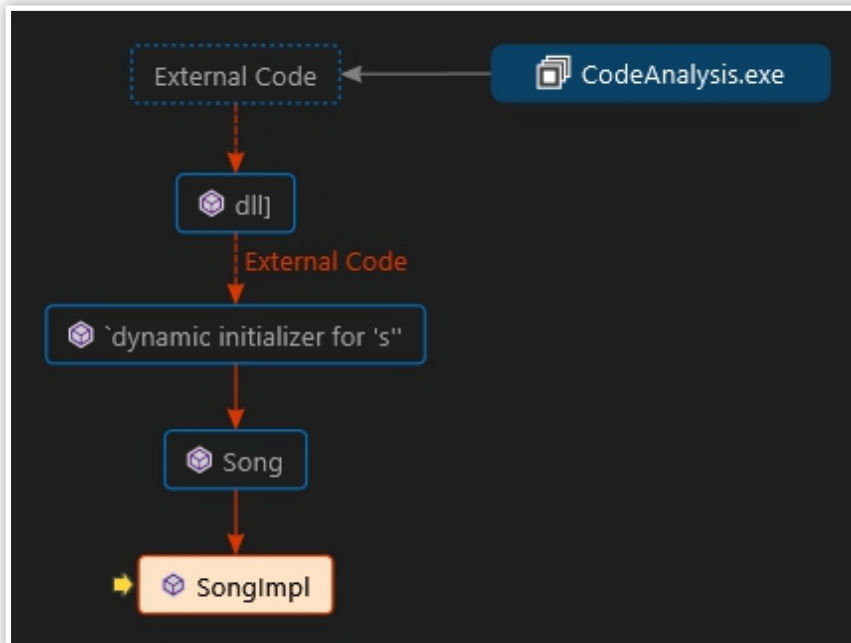 External Code
CodeAnalysis.exe
dll]
External Code
`dynamic initializer for 's''
Song
SongImpl